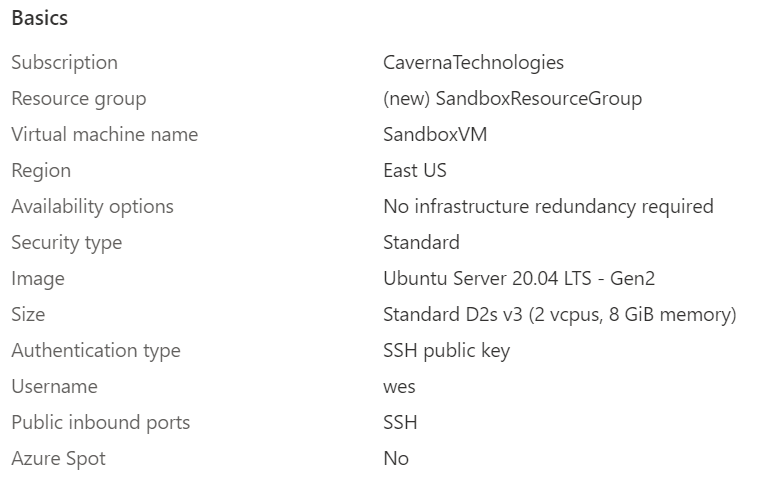 Basics
Subscription CavernaTechnologies
Resource group (new) SandboxResourceGroup
Virtual machine name SandboxVM
Region East US
Availability options No infrastructure redundancy required
Security type Standard
Image Ubuntu Server 20.04 LTS - Gen2
Size Standard D2s v3 (2 vcpus, 8 GiB memory)
Authentication type SSH public key
Username wes
Public inbound ports SSH
Azure Spot No